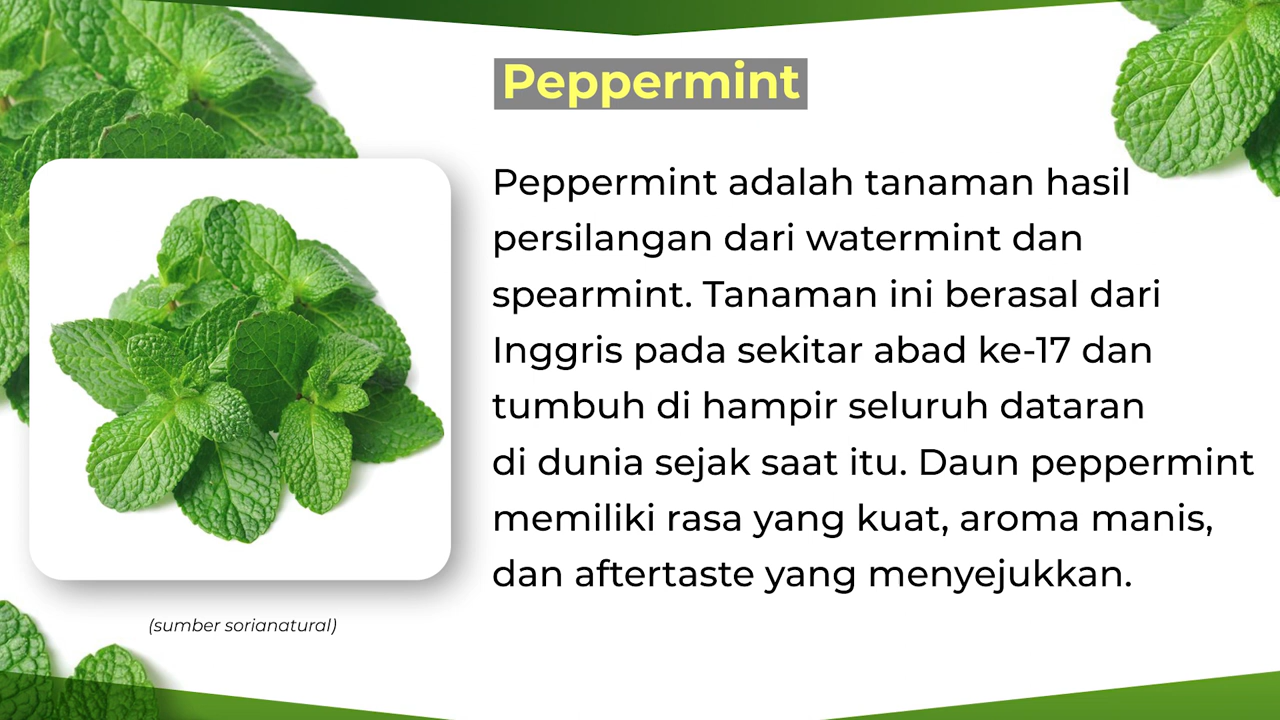 Peppermint
Peppermint adalah tanaman hasil
persilangan dari watermint dan
spearmint. Tanaman ini berasal dari
Inggris pada sekitar abad ke-17 dan
tumbuh di hampir seluruh dataran
di dunia sejak saat itu. Daun peppermint
memiliki rasa yang kuat, aroma manis,
dan aftertaste yang menyejukkan.
(sumber sorianatural)